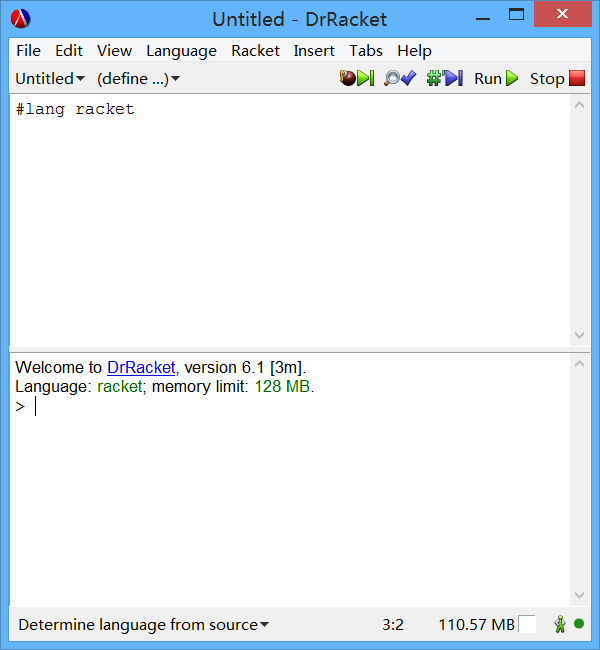 Untitled - DrRacket
File Edit View Language Racket Insert Tabs Help
Untitled (define ...) Run Stop
#lang racket
Welcome to DrRacket, version 6.1 [3m].
Language: racket; memory limit: 128 MB.
>
Determine language from source 3:2 110.57 MB